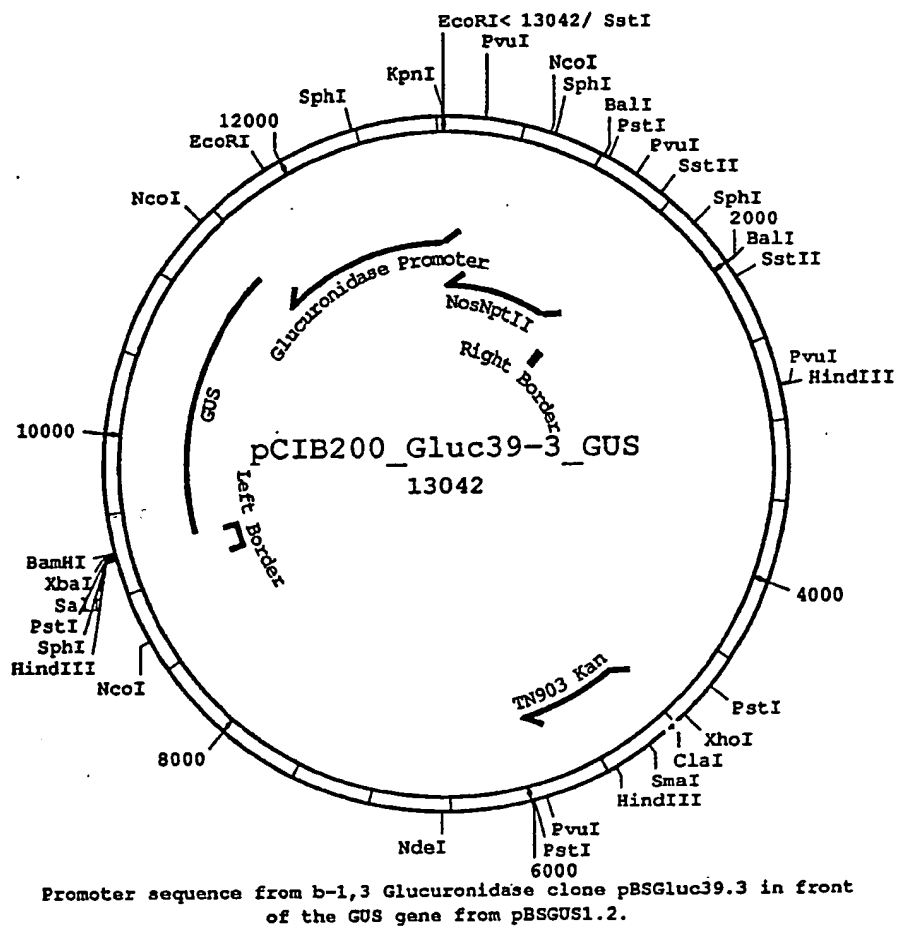 EcoRI< 13042/ SstI
PvuI
KpnI
NcoI
SphI
SphI
BalI
PstI
12000
EcoRI
PvuI
SstII
NcoI
SphI
2000
BalI
SstII
Glucuronidase Promoter
NosNptII
Right Border
PvuI
HindIII
GUS
10000
pCIB200_Gluc39-3_GUS
13042
Left Border
BamHI
XbaI
SalI
PstI
SphI
HindIII
NcoI
4000
TN903 Kan
PstI
XhoI
ClaI
SmaI
HindIII
8000
PvuI
PstI
NdeI
6000
Promoter sequence from b-1,3 Glucuronidase clone pBSGluc39.3 in front
of the GUS gene from pBSGUS1.2.